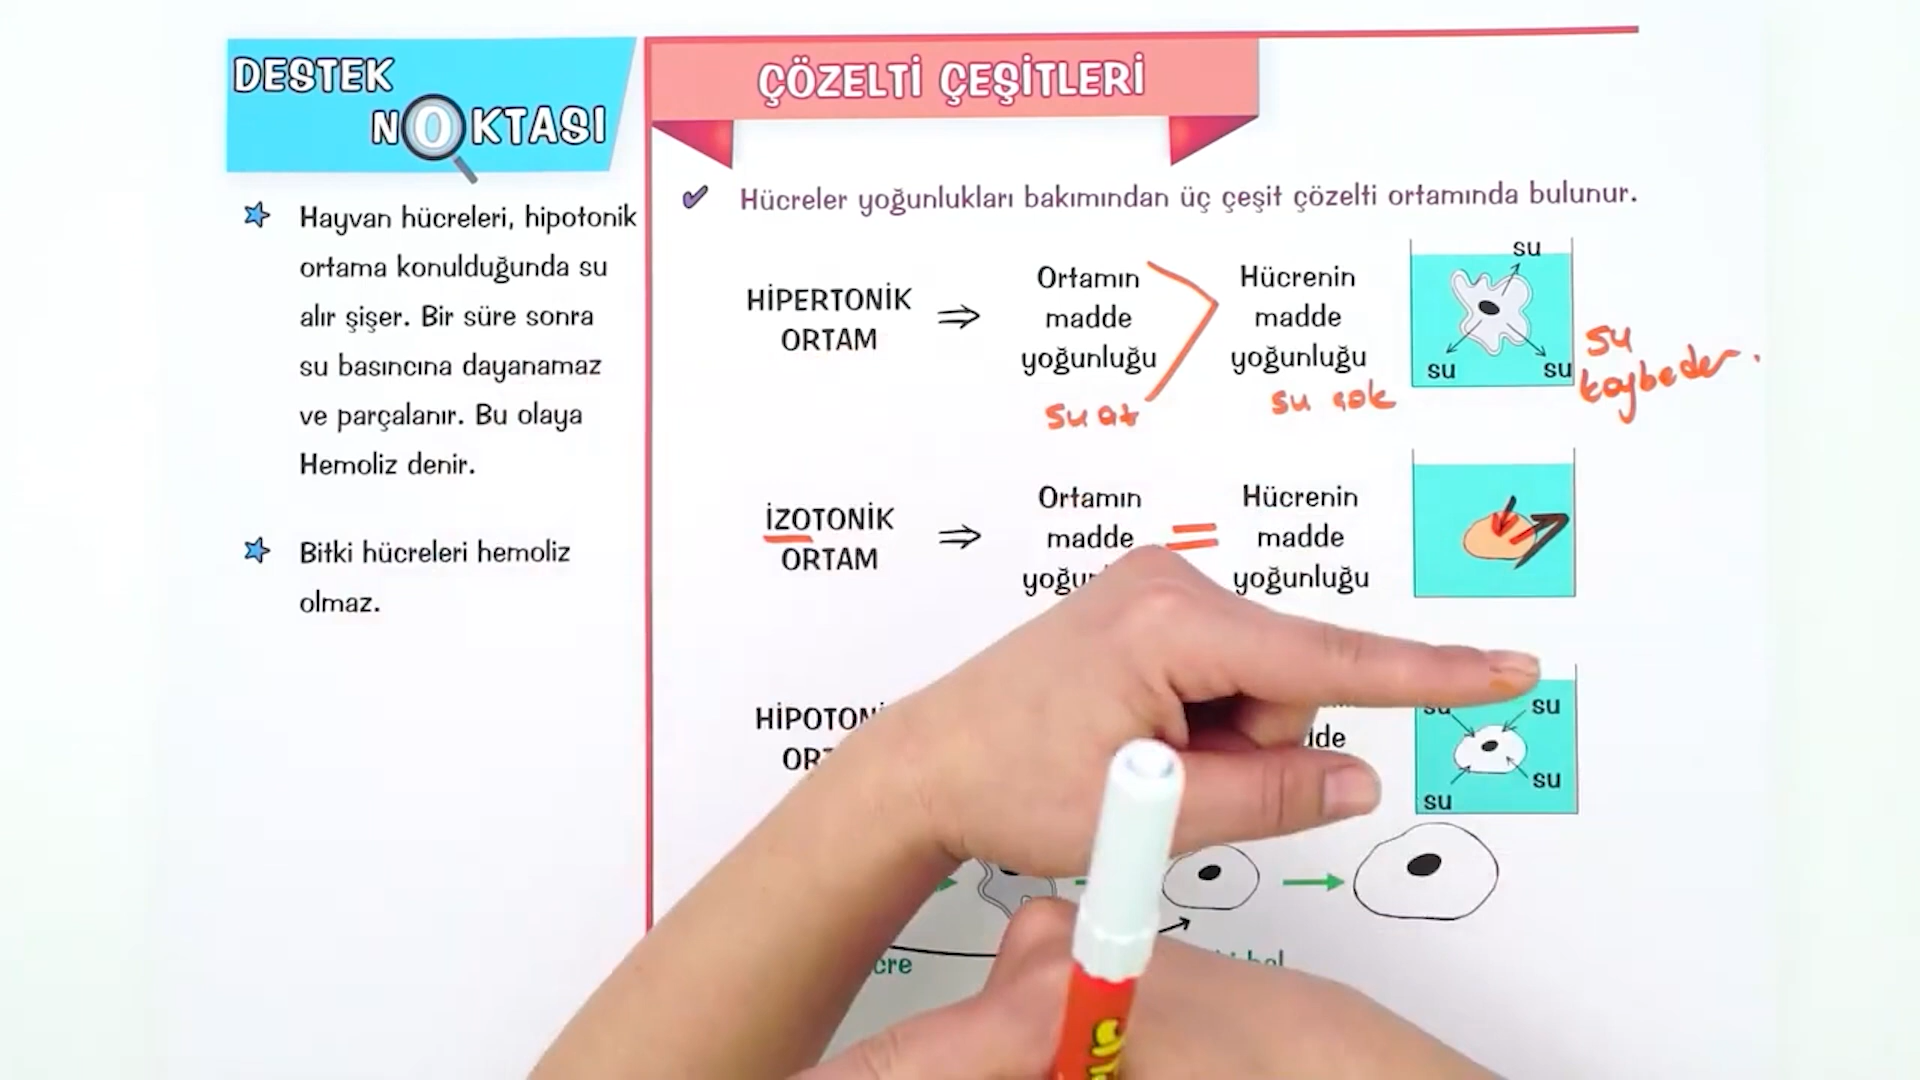 DESTEK
NOKTASI
Hayvan hücreleri, hipotonik
ortama konulduğunda su
alır şişer. Bir süre sonra
su basıncına dayanamaz
ve parçalanır. Bu olaya
Hemoliz denir.
Bitki hücreleri hemoliz
olmaz.
ÇÖZELTİ ÇEŞİTLERİ
Hücreler yoğunlukları bakımından üç çeşit çözelti ortamında bulunur.
HİPERTONİK
ORTAM
Ortamın
madde
yoğunluğu
su az
>
Hücrenin
madde
yoğunluğu
su çok
su
su
su
su
kaybeder.
İZOTONİK
ORTAM
Ortamın
madde
=
Hücrenin
madde
yoğunluğu
su
su
su
su